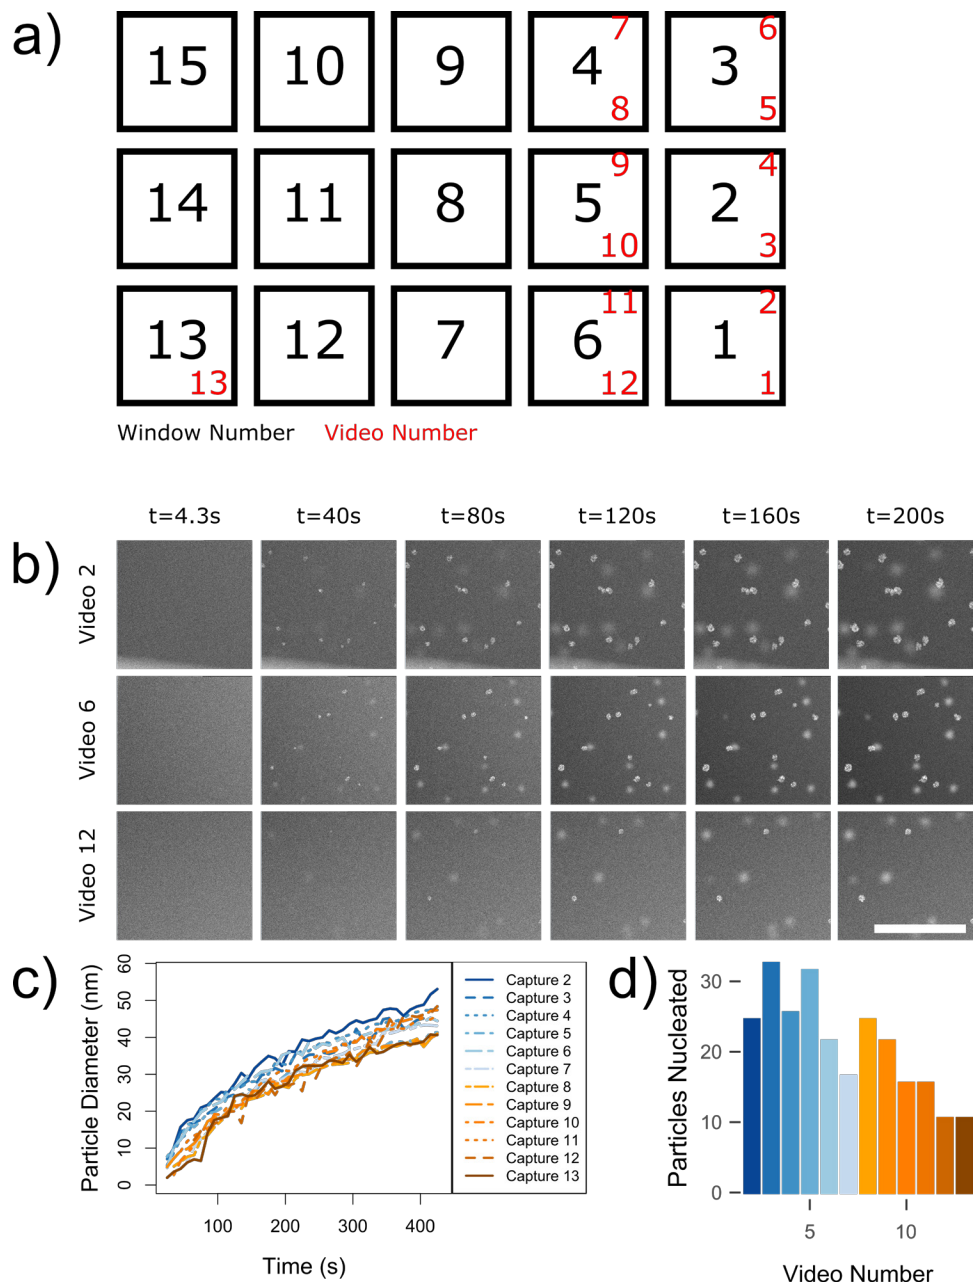 a)
7 6
15 10 9 4 3
8 5
9 4
14 11 8 5 2
10 3
11 2
13 12 7 6 1
13 12 1
Window Number Video Number
t=4.3s t=40s t=80s t=120s t=160s t=200s
b)
Video 2
Video 6
Video 12
c)
Particle Diameter (nm)
60
50
40
30
20
10
0
100 200 300 400
Time (s)
Capture 2
Capture 3
Capture 4
Capture 5
Capture 6
Capture 7
Capture 8
Capture 9
Capture 10
Capture 11
Capture 12
Capture 13
d)
Particles Nucleated
30
20
10
0
5 10
Video Number